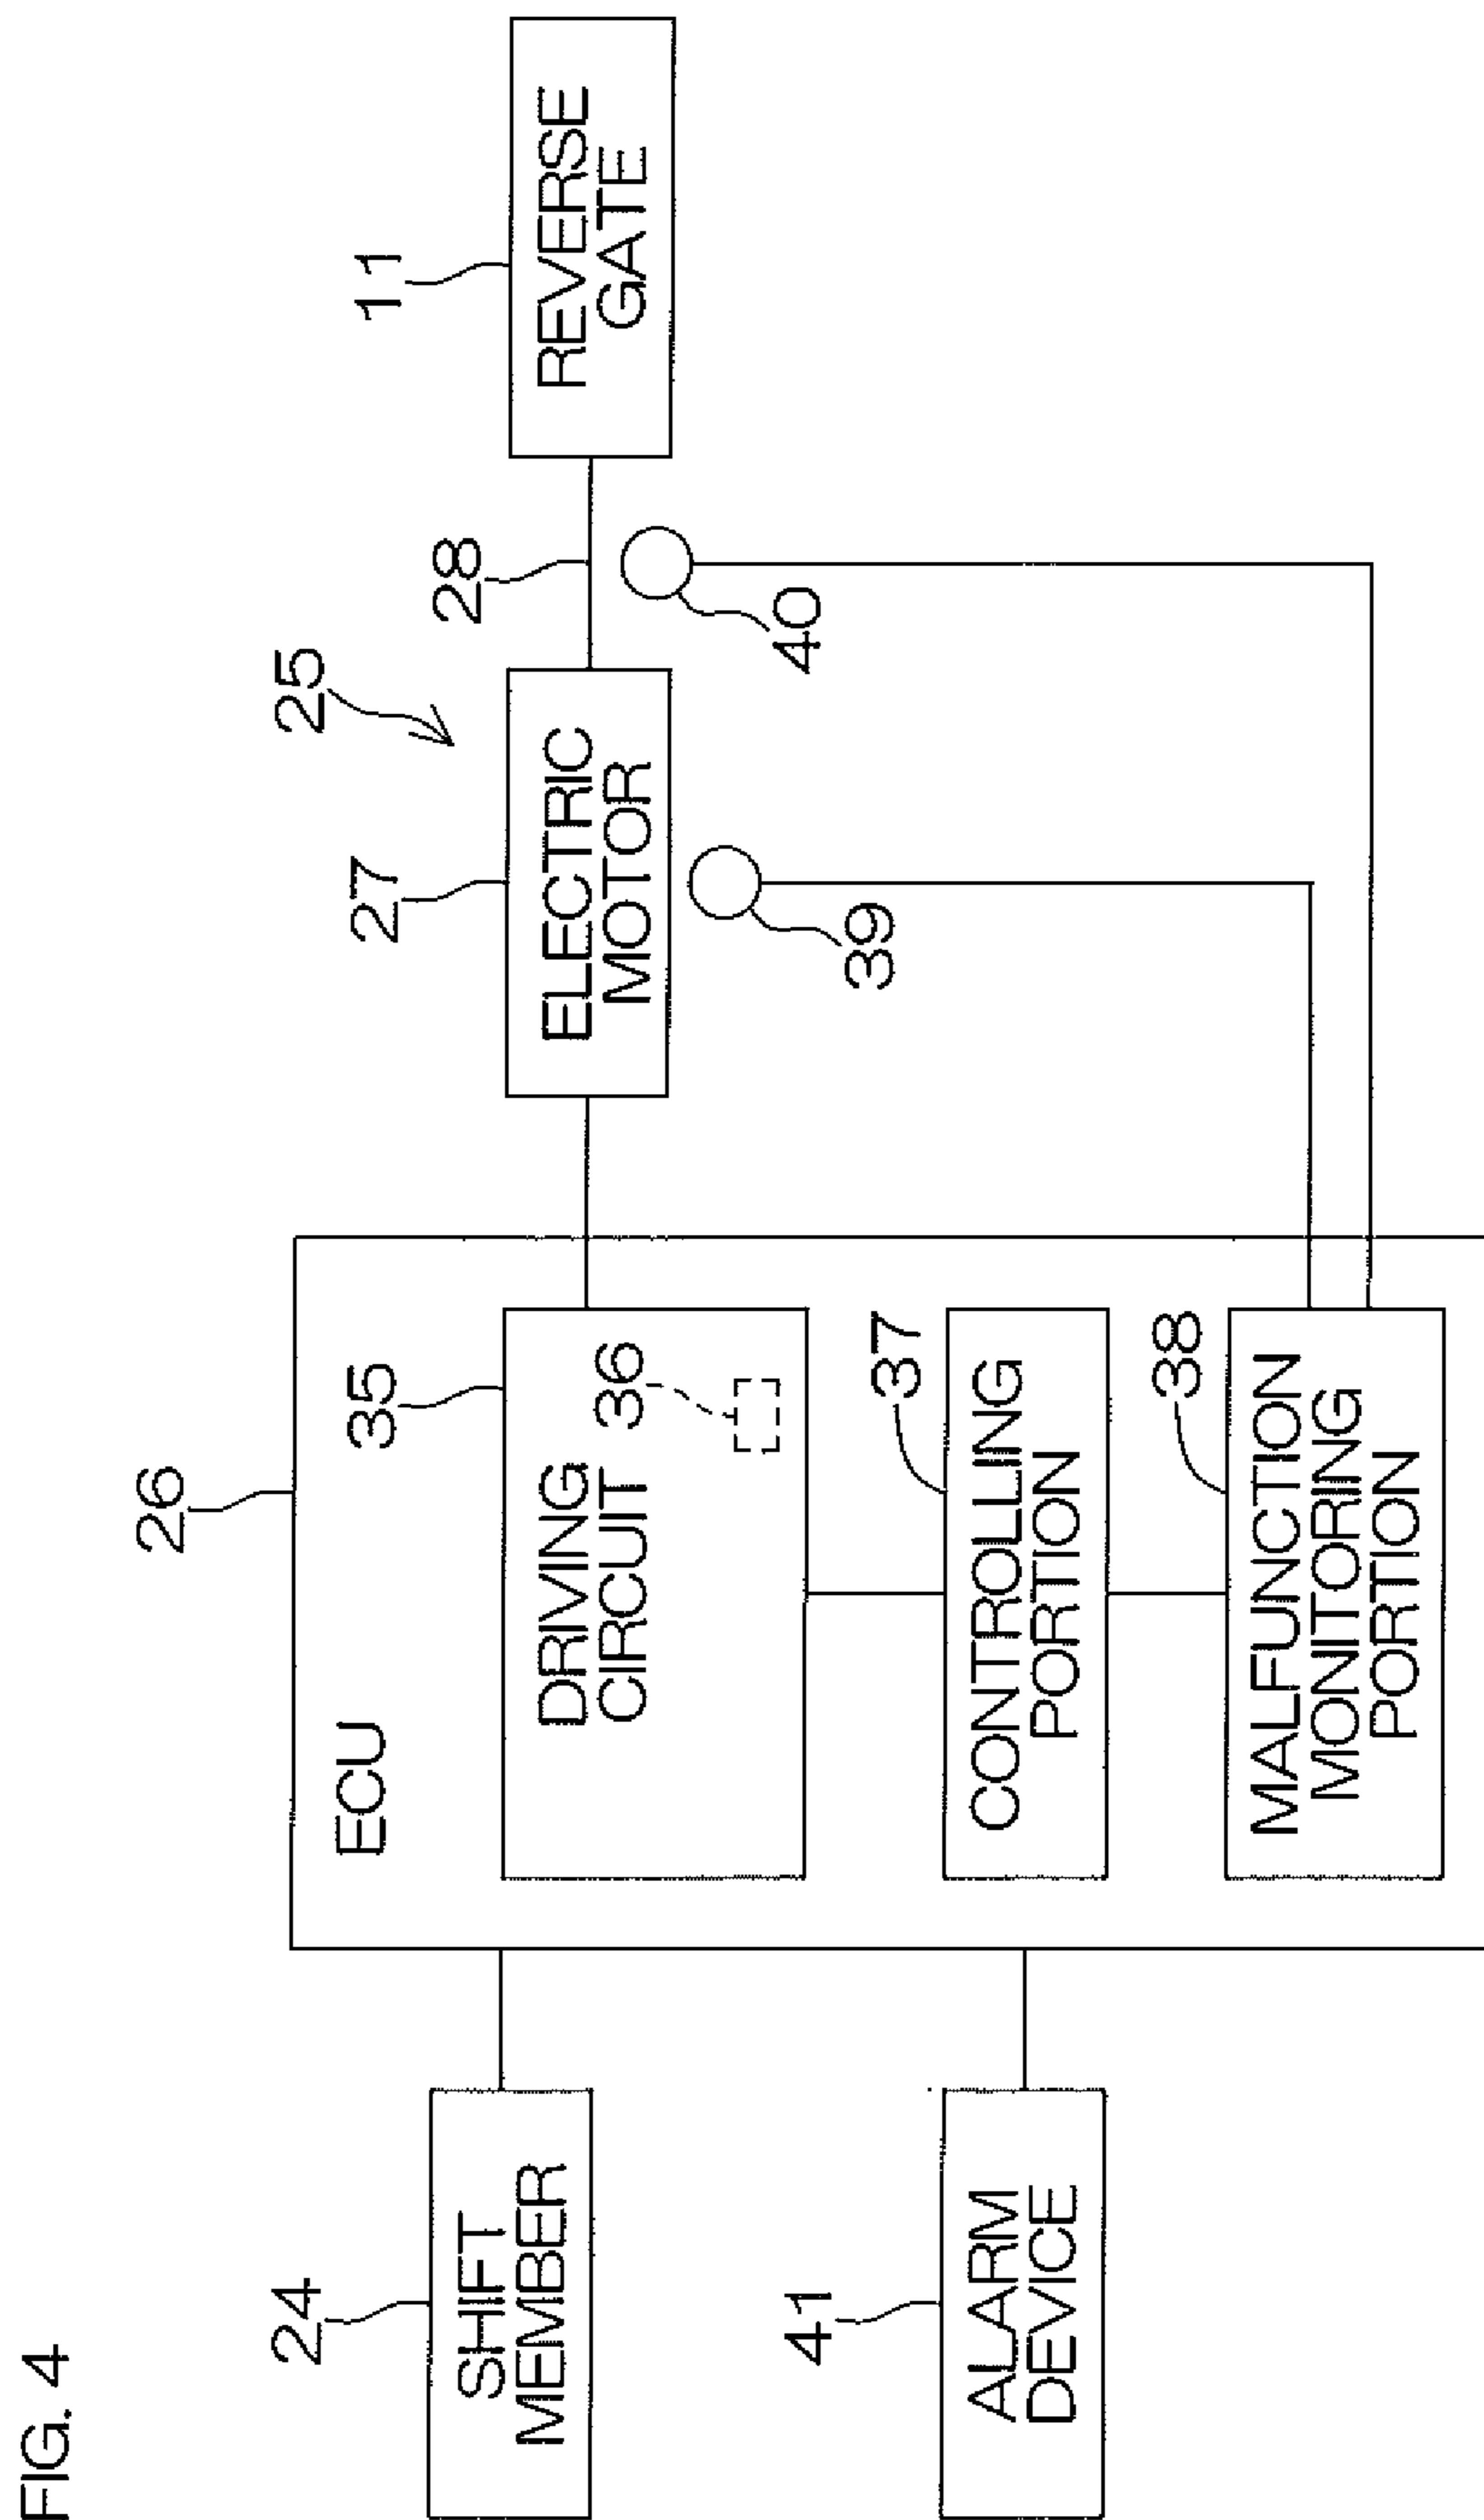 FIG. 4
26
24
SHIFT
MEMBER
41
ALARM
DEVICE
ECU
35
DRIVING
CIRCUIT
36
37
CONTROLLING
PORTION
38
MALFUNCTION
MONITORING
PORTION
25
27
ELECTRIC
MOTOR
39
28
40
11
REVERSE
GATE